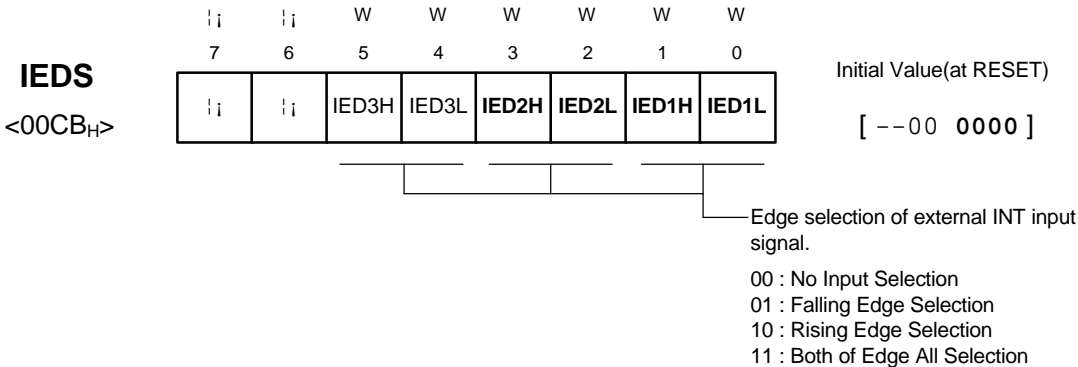 ¦¡ ¦¡ W W W W W W
7 6 5 4 3 2 1 0
IEDS
<00CBH>
¦¡ ¦¡ IED3H IED3L IED2H IED2L IED1H IED1L
Initial Value(at RESET)
[ --00 0000 ]
Edge selection of external INT input
signal.
00 : No Input Selection
01 : Falling Edge Selection
10 : Rising Edge Selection
11 : Both of Edge All Selection